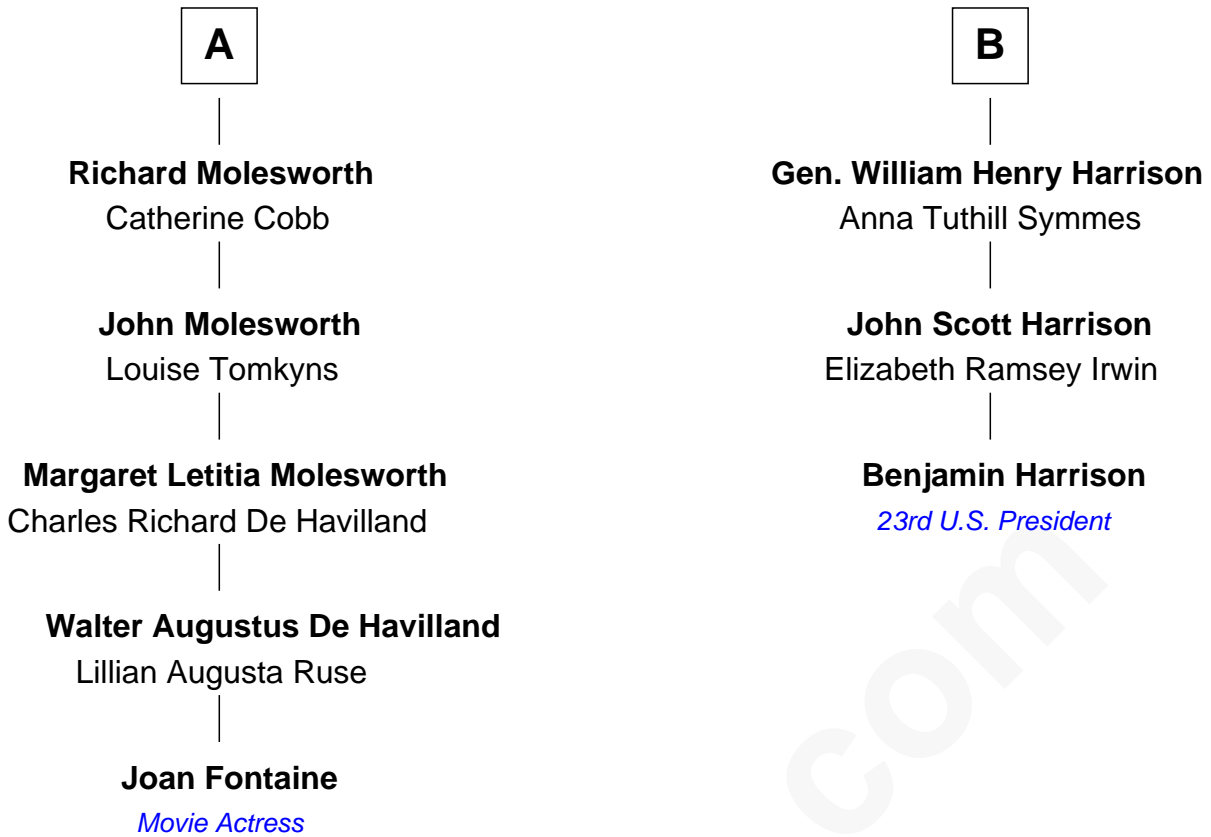 A
Richard Molesworth
Catherine Cobb
John Molesworth
Louise Tomkyns
Margaret Letitia Molesworth
Charles Richard De Havilland
Walter Augustus De Havilland
Lillian Augusta Ruse
Joan Fontaine
Movie Actress
B
Gen. William Henry Harrison
Anna Tuthill Symmes
John Scott Harrison
Elizabeth Ramsey Irwin
Benjamin Harrison
23rd U.S. President
com